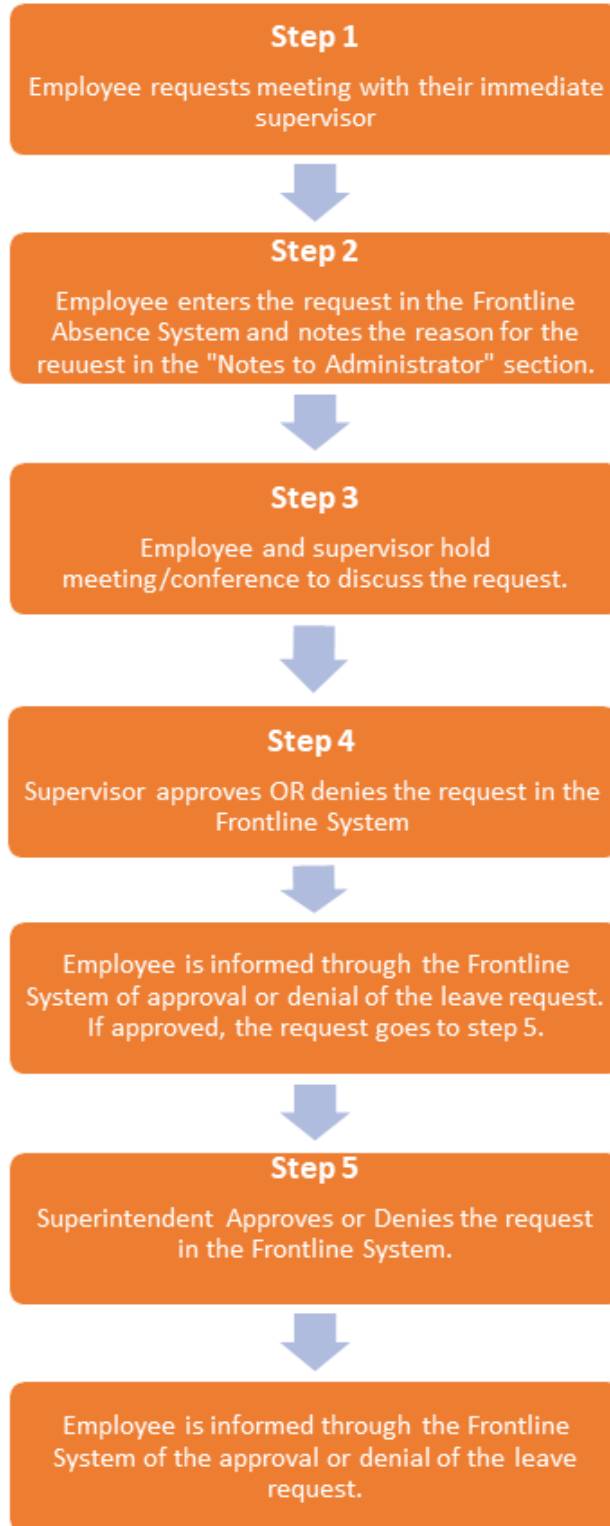 Step 1
Employee requests meeting with their immediate
supervisor
Step 2
Employee enters the request in the Frontline
Absence System and notes the reason for the
reuuest in the "Notes to Administrator" section.
Step 3
Employee and supervisor hold
meeting/conference to discuss the request.
Step 4
Supervisor approves OR denies the request in the
Frontline System
Employee is informed through the Frontline
System of approval or denial of the leave request.
If approved, the request goes to step 5.
Step 5
Superintendent Approves or Denies the request
in the Frontline System.
Employee is informed through the Frontline
System of the approval or denial of the leave
request.